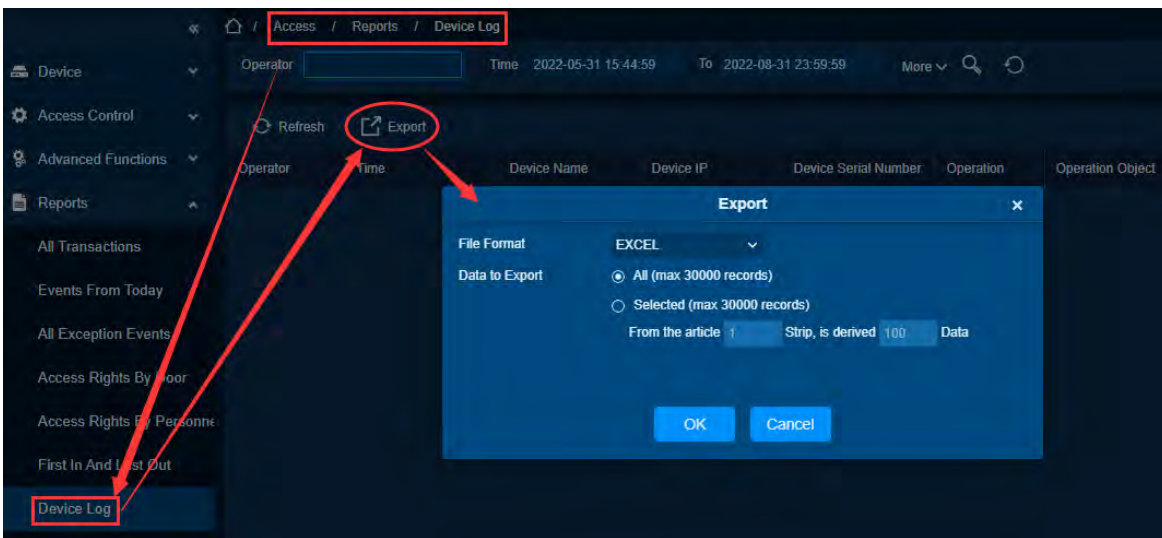 / Access / Reports / Device Log
Device
Operator
Time 2022-05-31 15:44:59 To 2022-08-31 23:59:59
More
Access Control
Refresh
Export
Advanced Functions
Operator Time Device Name Device IP Device Serial Number Operation Operation Object
Reports
Export
All Transactions
File Format EXCEL
Data to Export All (max 30000 records)
Events From Today
Selected (max 30000 records)
All Exception Events
From the article 1 Strip, is derived 100 Data
Access Rights By Door
Access Rights By Personne
OK Cancel
First In And Last Out
Device Log